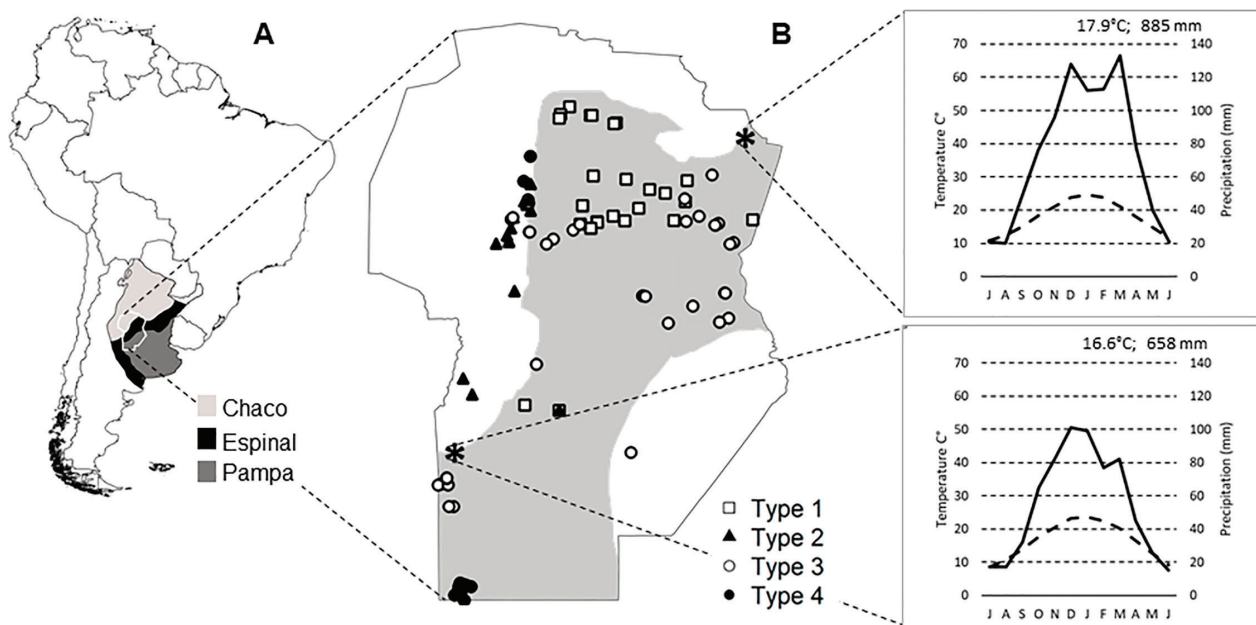 A
B
Chaco
Espinal
Pampa
Type 1
Type 2
Type 3
Type 4
17.9°C; 885 mm
Temperature C°
70
60
50
40
30
20
10
0
Precipitation (mm)
140
120
100
80
60
40
20
0
J A S O N D J F M A M J
16.6°C; 658 mm
Temperature C°
70
60
50
40
30
20
10
0
Precipitation (mm)
140
120
100
80
60
40
20
0
J A S O N D J F M A M J